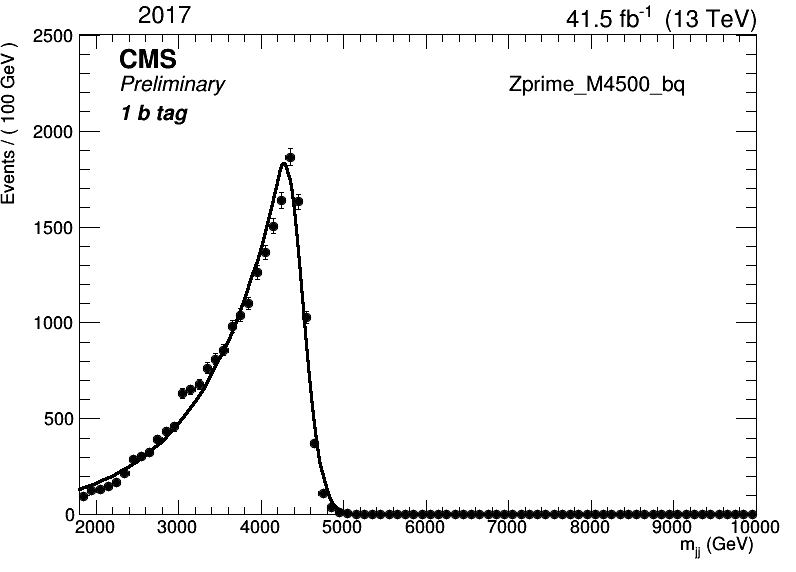 2017 41.5 fb-1 (13 TeV)
CMS
Preliminary
1 b tag
Zprime_M4500_bq
Events / ( 100 GeV )
2500
2000
1500
1000
500
0
2000 3000 4000 5000 6000 7000 8000 9000 10000
mjj (GeV)